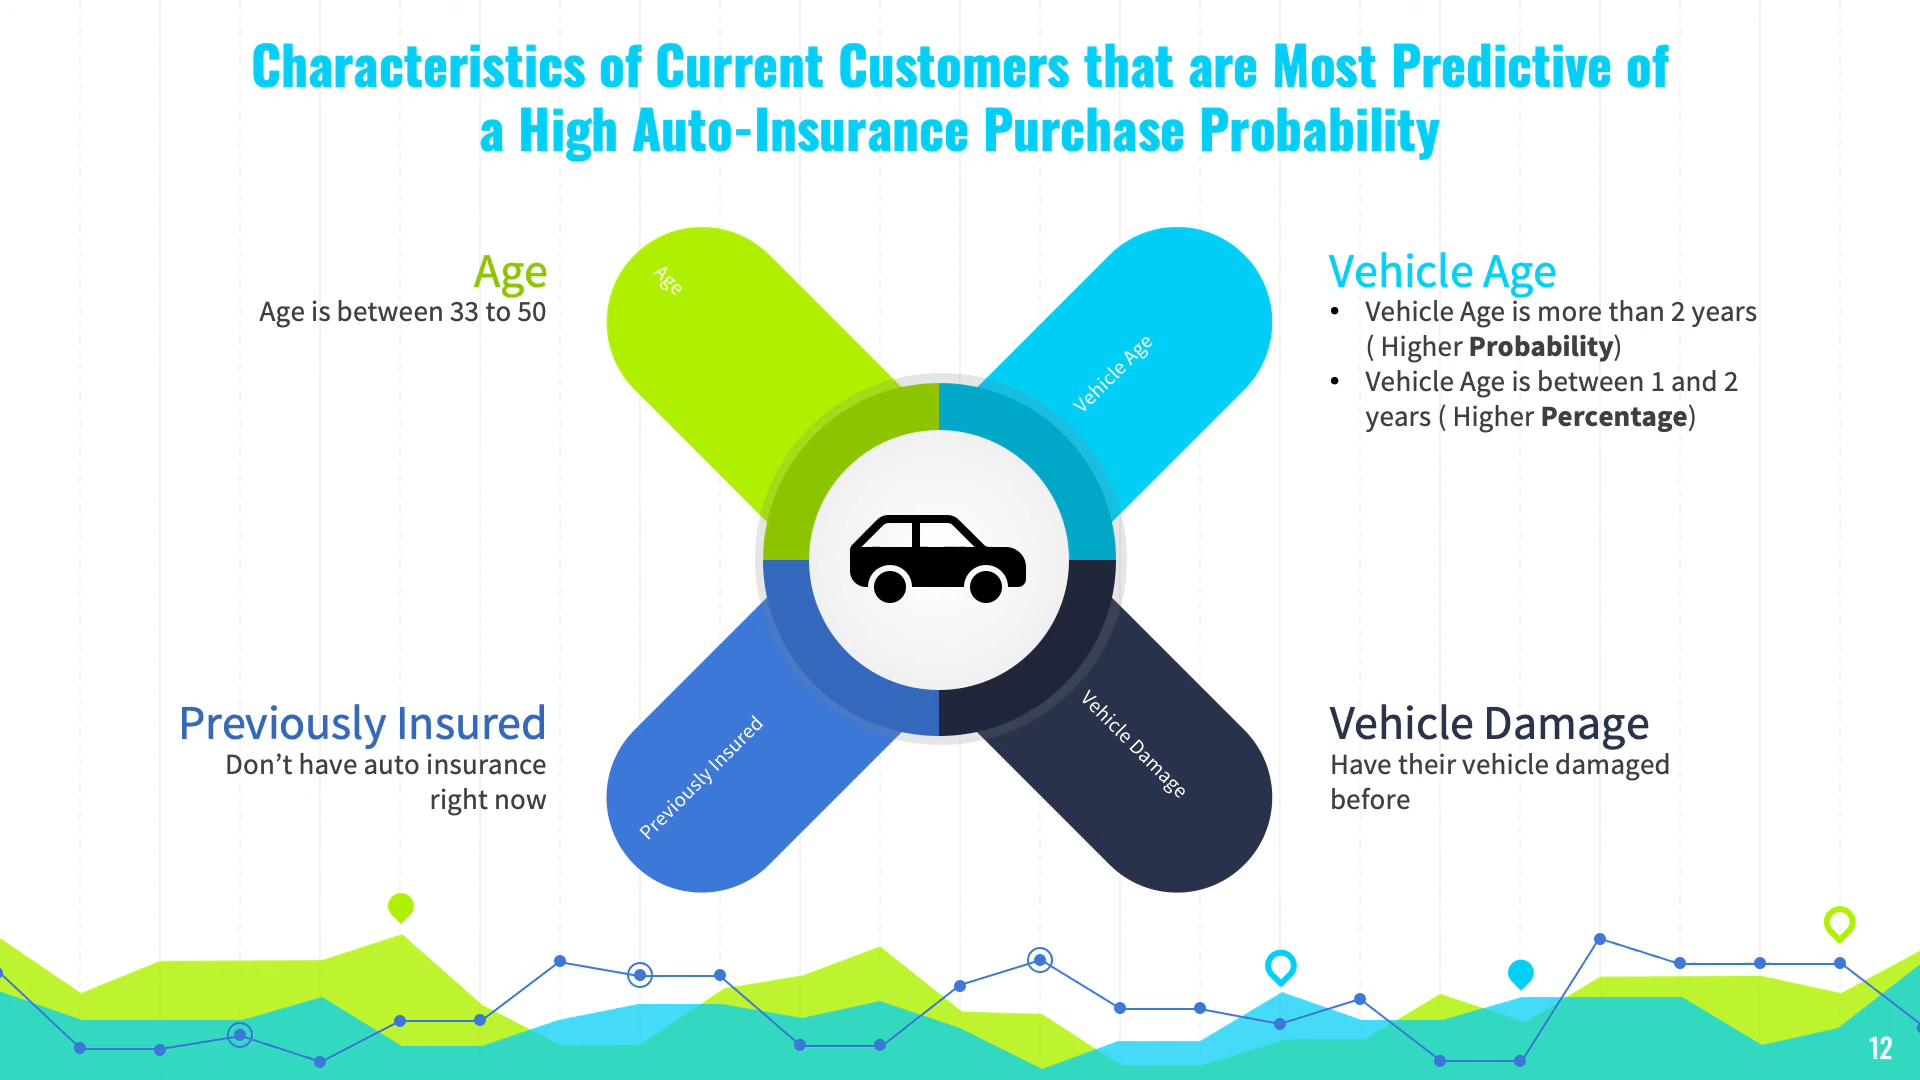 Characteristics of Current Customers that are Most Predictive of
a High Auto-Insurance Purchase Probability
Age
Age is between 33 to 50
Age
Vehicle Age
Vehicle Age
• Vehicle Age is more than 2 years
( Higher Probability)
• Vehicle Age is between 1 and 2
years ( Higher Percentage)
Previously Insured
Don’t have auto insurance
right now
Previously Insured
Vehicle Damage
Vehicle Damage
Have their vehicle damaged
before
12